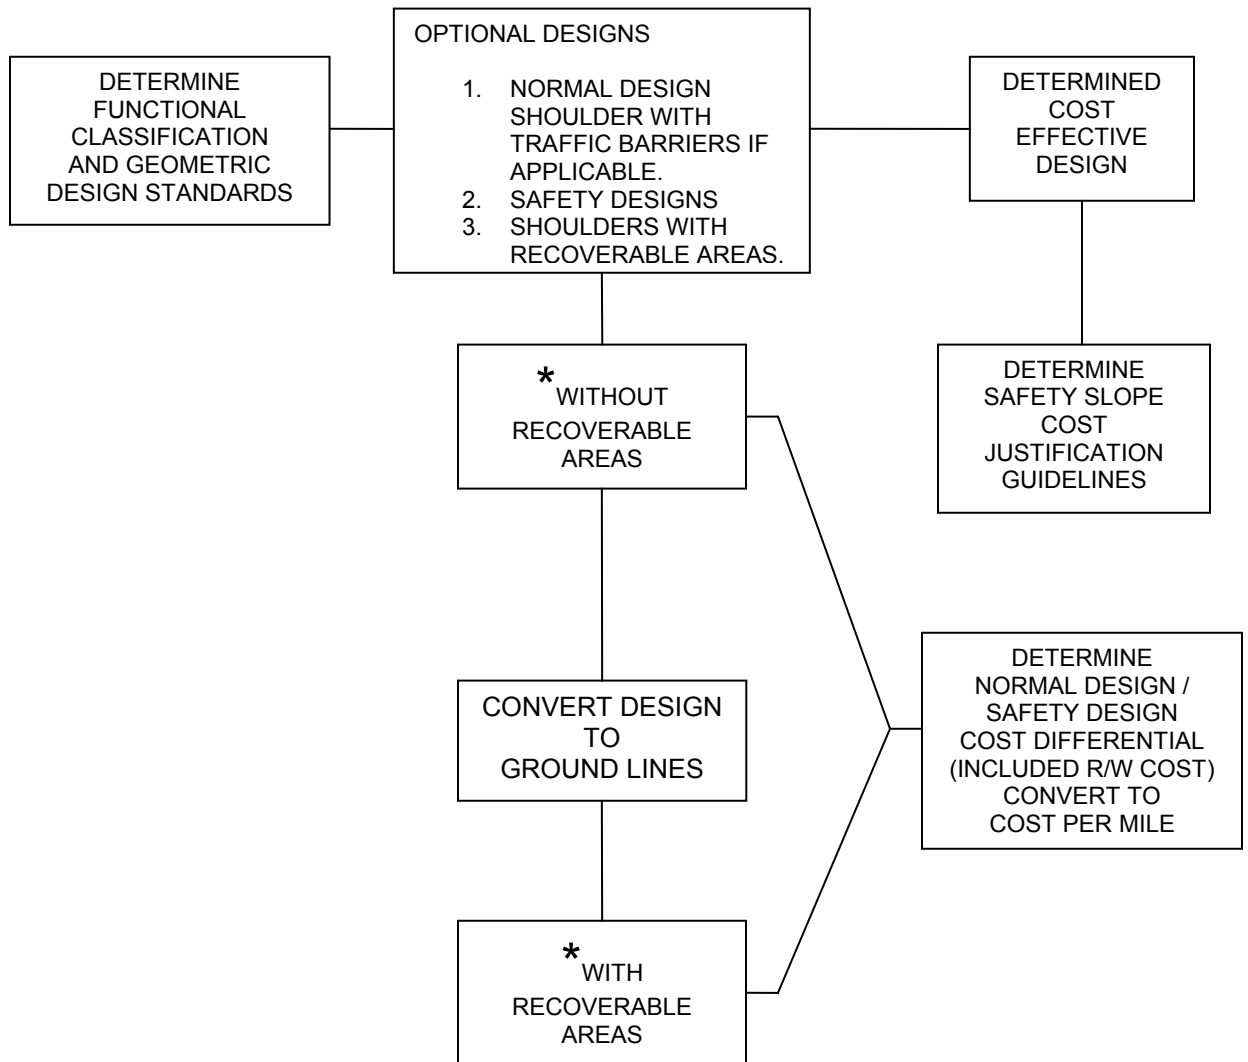 DETERMINE
FUNCTIONAL
CLASSIFICATION
AND GEOMETRIC
DESIGN STANDARDS
OPTIONAL DESIGNS
1. NORMAL DESIGN
SHOULDER WITH
TRAFFIC BARRIERS IF
APPLICABLE.
2. SAFETY DESIGNS
3. SHOULDERS WITH
RECOVERABLE AREAS.
DETERMINED
COST
EFFECTIVE
DESIGN
*WITHOUT
RECOVERABLE
AREAS
DETERMINE
SAFETY SLOPE
COST
JUSTIFICATION
GUIDELINES
CONVERT DESIGN
TO
GROUND LINES
DETERMINE
NORMAL DESIGN /
SAFETY DESIGN
COST DIFFERENTIAL
(INCLUDED R/W COST)
CONVERT TO
COST PER MILE
*WITH
RECOVERABLE
AREAS